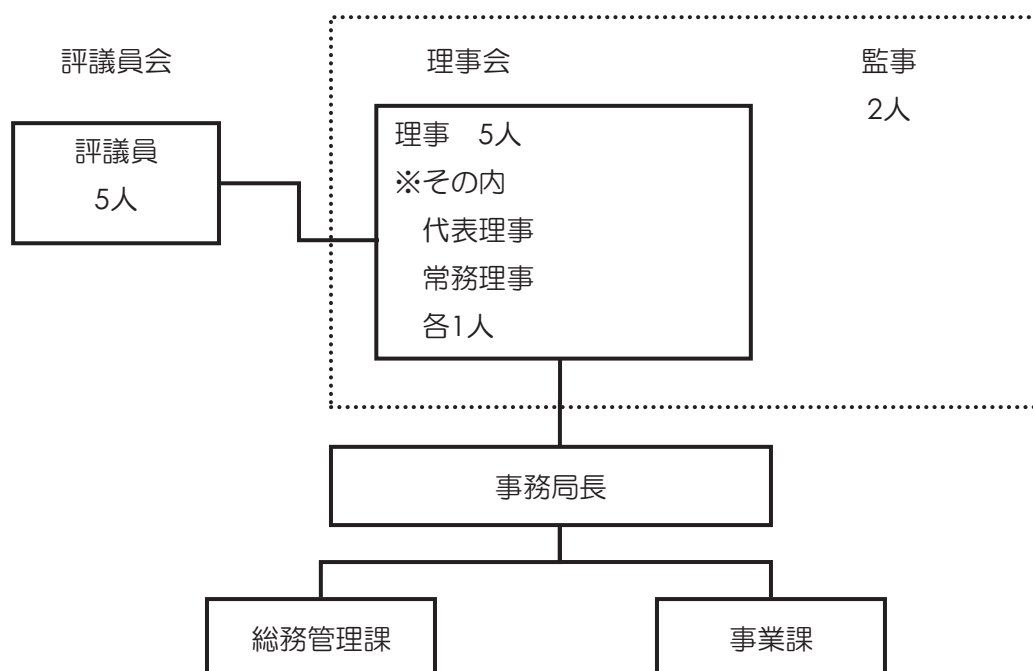 評議員会
評議員
5人
理事会
理事　5人
※その内
代表理事
常務理事
各1人
監事
2人
事務局長
総務管理課
事業課